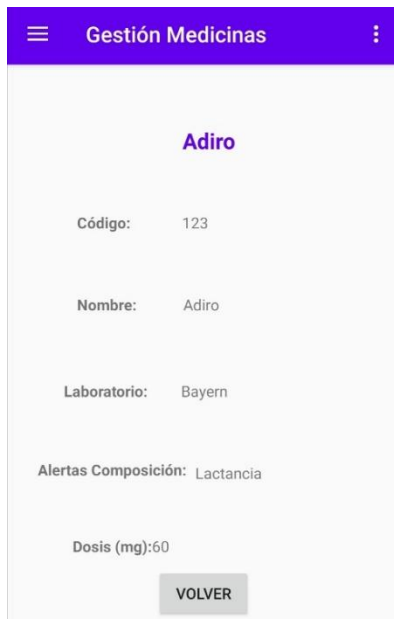 Gestión Medicinas
Adiro
Código: 123
Nombre: Adiro
Laboratorio: Bayern
Alertas Composición: Lactancia
Dosis (mg):60
VOLVER